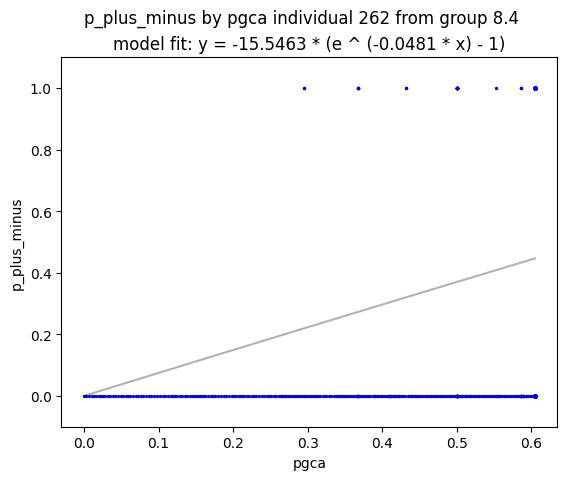 p_plus_minus by pgca individual 262 from group 8.4
model fit: y = -15.5463 * (e ^ (-0.0481 * x) - 1)
1.0
0.8
0.6
0.4
0.2
0.0
p_plus_minus
0.0 0.1 0.2 0.3 0.4 0.5 0.6
pgca